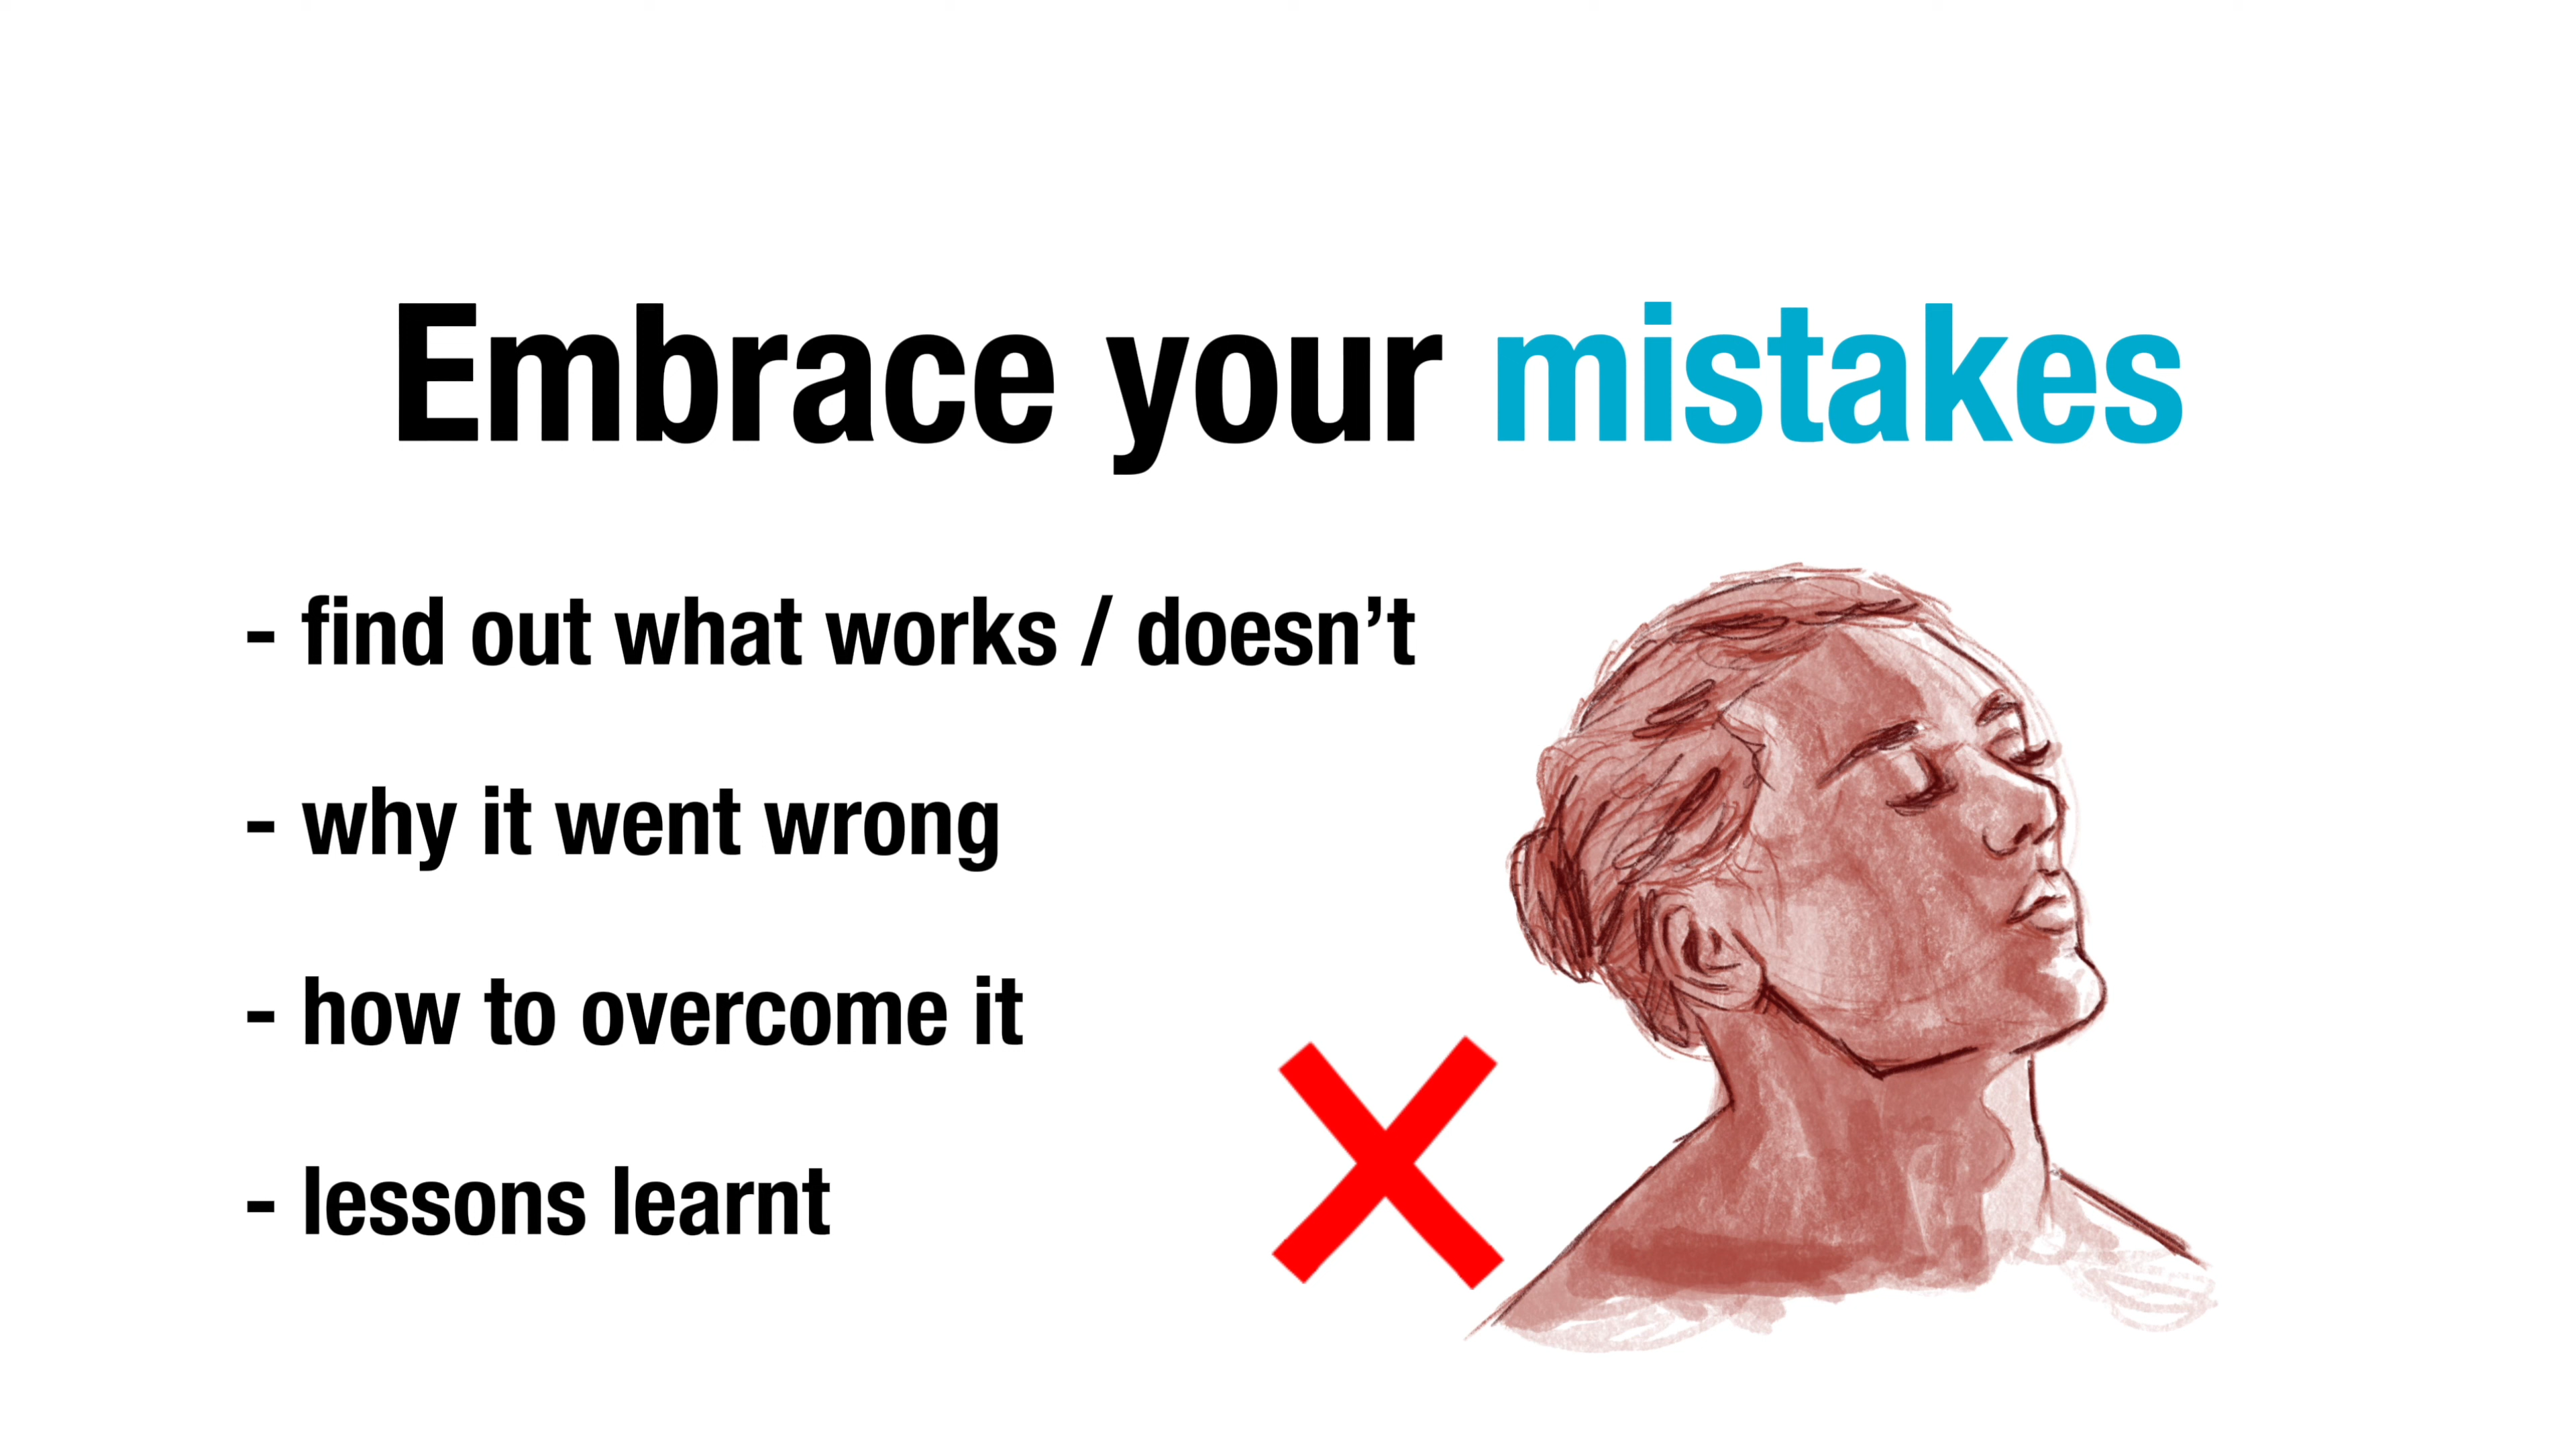 Embrace your mistakes
- find out what works / doesn’t
- why it went wrong
- how to overcome it
- lessons learnt